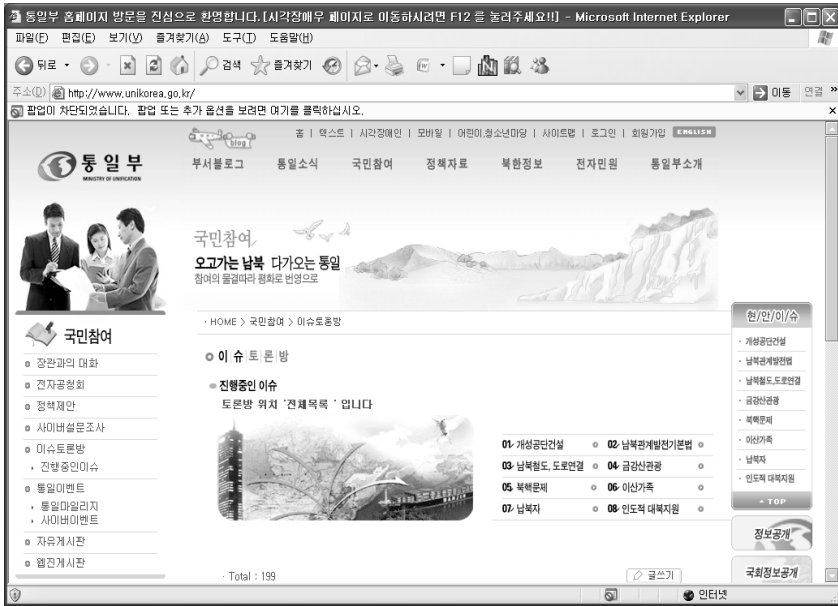 통일부 홈페이지 방문을 진심으로 환영합니다.[시각장애우 페이지로 이동하시려면 F12 를 눌러주세요!!] - Microsoft Internet Explorer
파일(F) 편집(E) 보기(V) 즐겨찾기(A) 도구(T) 도움말(H)
뒤로 검색 즐겨찾기
주소(D) http://www.unikorea.go.kr/ 이동 연결 »
팝업이 차단되었습니다. 팝업 또는 추가 옵션을 보려면 여기를 클릭하십시오.
blog 홈 | 텍스트 | 시각장애인 | 모바일 | 어린이,청소년마당 | 사이트맵 | 로그인 | 회원가입 ENGLISH
통일부
MINISTRY OF UNIFICATION
부서블로그 통일소식 국민참여 정책자료 북한정보 전자민원 통일부소개
국민참여
오고가는 남북 다가오는 통일
참여의 물결따라 평화로 번영으로
국민참여
장관과의 대화
전자공청회
정책제안
사이버설문조사
이슈토론방
진행중인이슈
통일이벤트
통일마일리지
사이버이벤트
자유게시판
웹진게시판
· HOME > 국민참여 > 이슈토론방
이슈토론방
진행중인 이슈
토론방 위치 '전체목록 ' 입니다
01 개성공단건설 02 남북관계발전기본법
03 남북철도, 도로연결 04 금강산관광
05 북핵문제 06 이산가족
07 납북자 08 인도적 대북지원
· Total : 199 글쓰기
현/안/이/슈
· 개성공단건설
· 남북관계발전법
· 남북철도,도로연결
· 금강산관광
· 북핵문제
· 이산가족
· 납북자
· 인도적 대북지원
TOP
정보공개
국회정보공개
인터넷